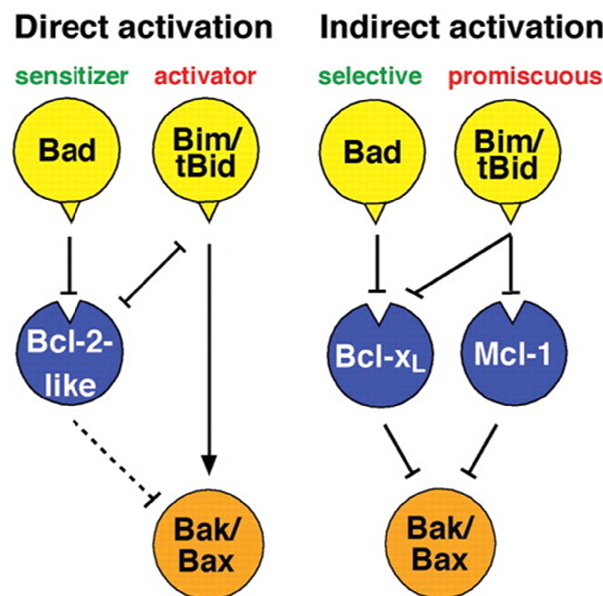 Direct activation
sensitizer activator
Bad
Bim/
tBid
Bcl-2-
like
Bak/
Bax
Indirect activation
selective promiscuous
Bad
Bim/
tBid
Bcl-xL
Mcl-1
Bak/
Bax